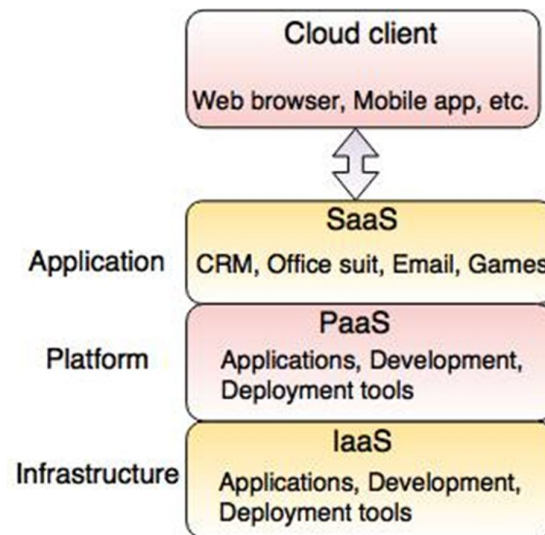 Cloud client
Web browser, Mobile app, etc.
SaaS
Application
CRM, Office suit, Email, Games
PaaS
Platform
Applications, Development,
Deployment tools
IaaS
Infrastructure
Applications, Development,
Deployment tools